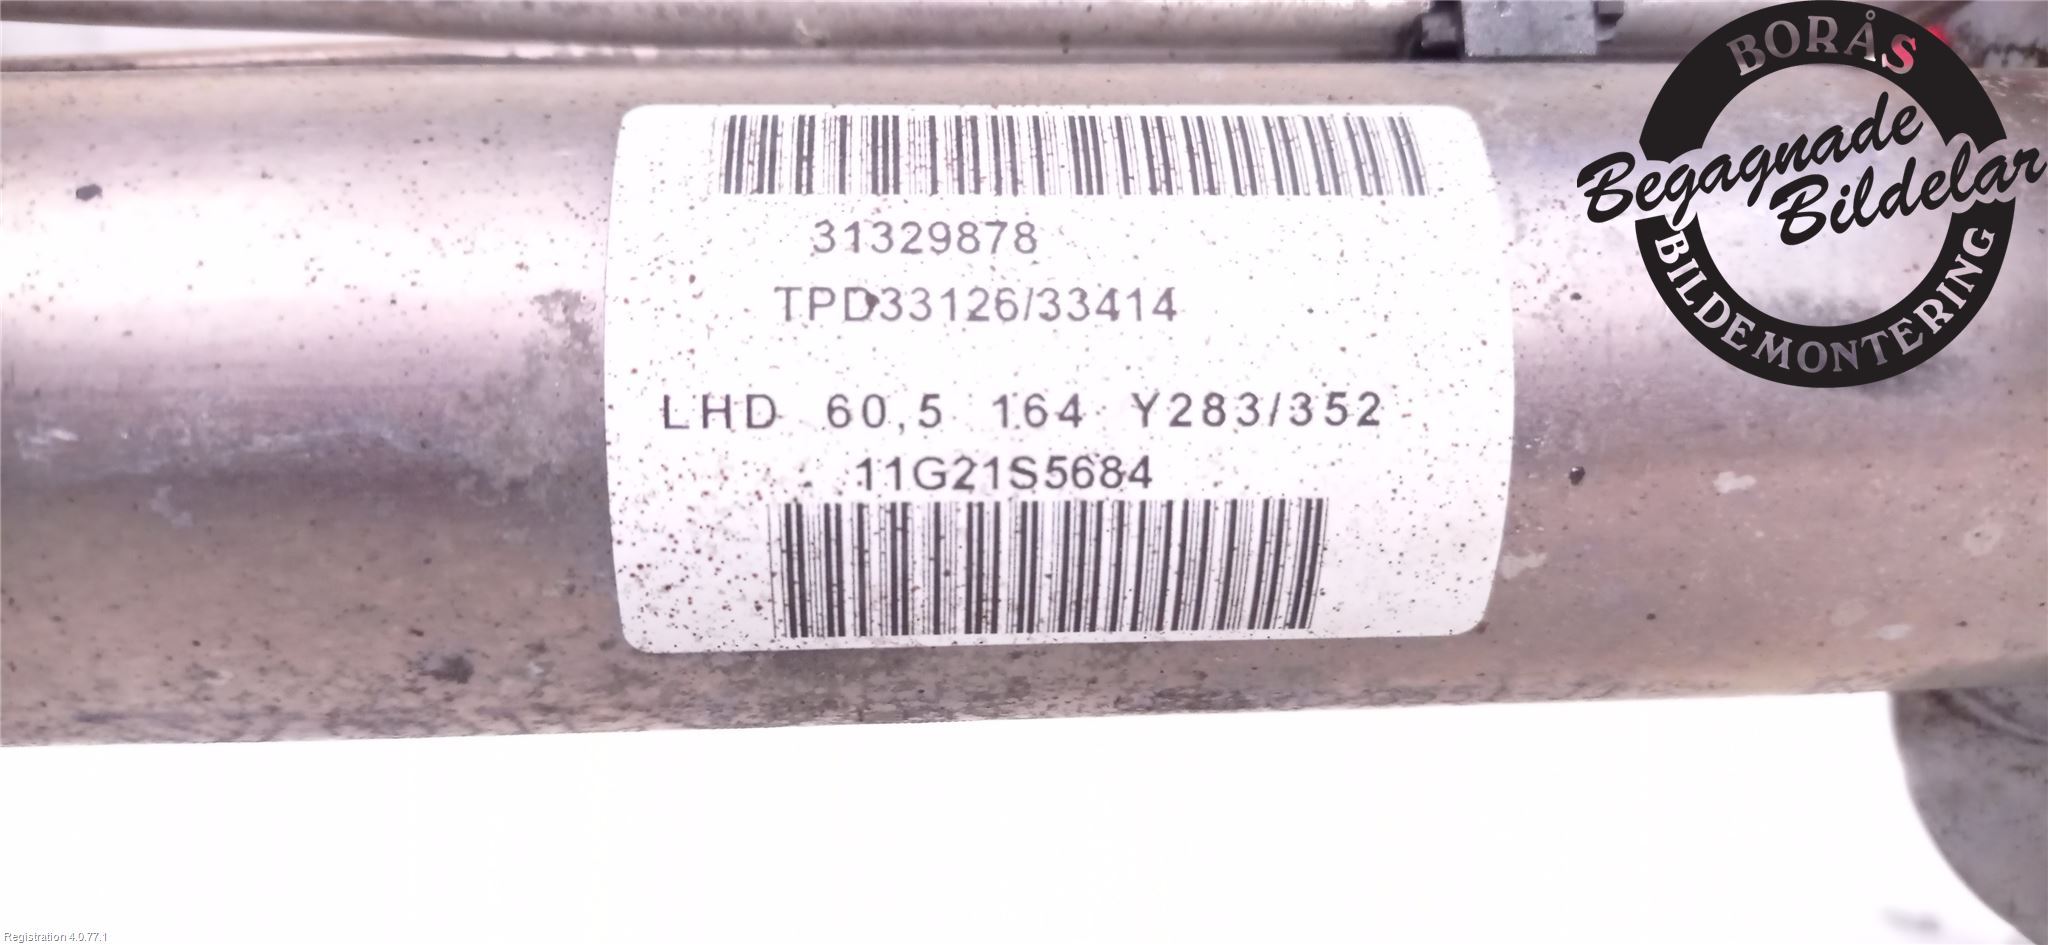 BORÅS
Begagnade
Bildelar
BILDEMONTERING
31329878
TPD33126/33414
LHD 60,5 164 Y283/352
11G21S5684
Registration 4.0.77.1